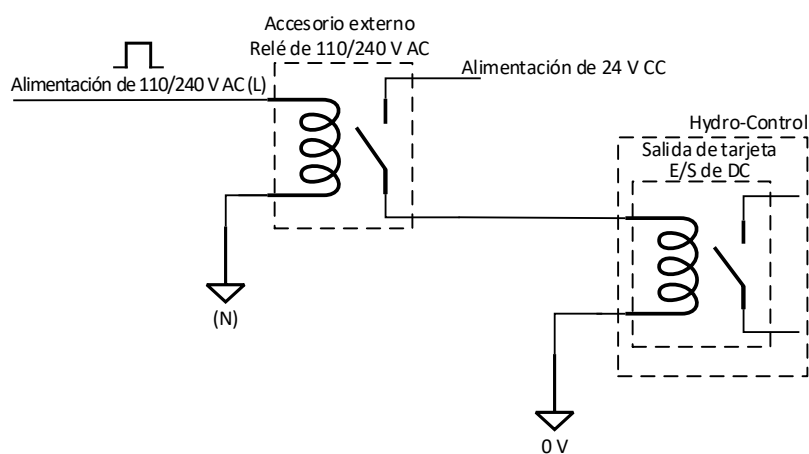 Accesorio externo
Relé de 110/240 V AC
Alimentación de 110/240 V AC (L)
Alimentación de 24 V CC
Hydro-Control
Salida de tarjeta
E/S de DC
(N)
0 V